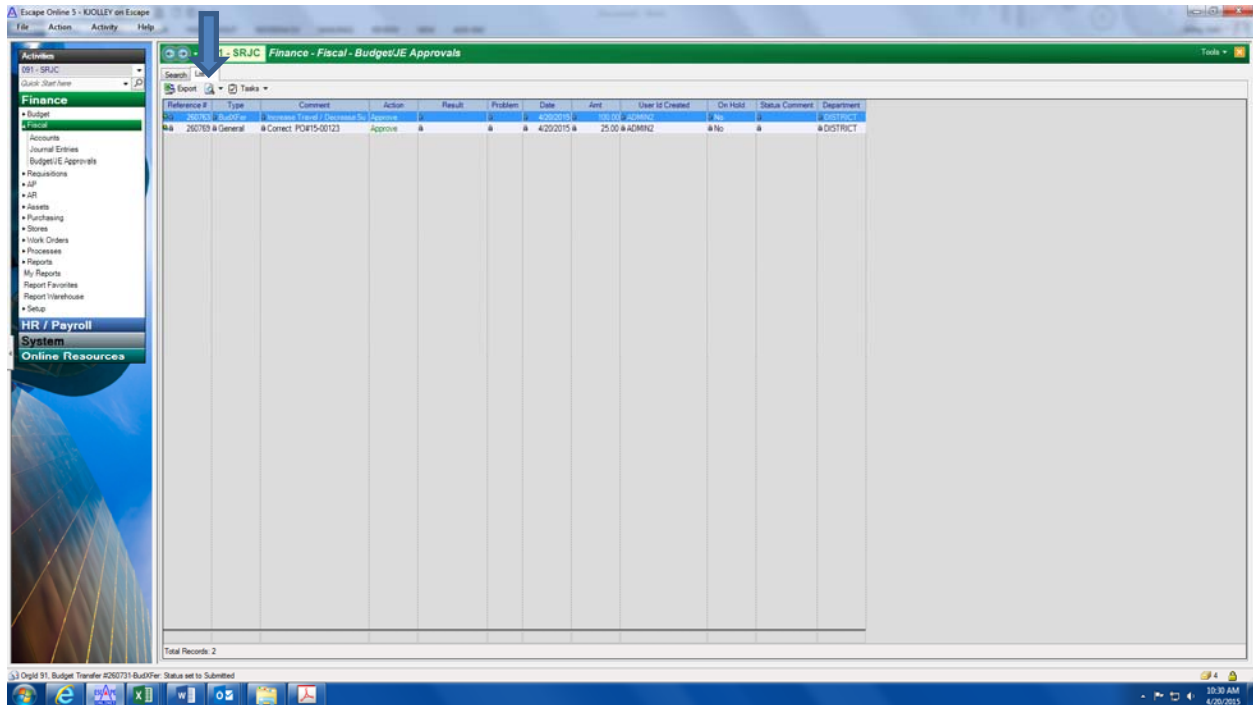 Escape Online 5 - KJOLLEY on Escape
File Action Activity Help
Activities
091 - SRJC
Quick Start here
Finance
Budget
Fiscal
Accounts
Journal Entries
Budget/JE Approvals
Requisitions
AP
AR
Assets
Purchasing
Stores
Work Orders
Processes
Reports
My Reports
Report Favorites
Report Warehouse
Setup
HR / Payroll
System
Online Resources
1 - SRJC Finance - Fiscal - Budget/JE Approvals
Tools
Search
Export Tasks
Reference # Type Comment Action Result Problem Date Amt User Id Created On Hold Status Comment Department
260763 BudXFer Increase Travel / Decrease Su Approve 4/20/2015 100.00 ADMIN2 No DISTRICT
260769 General Correct PO#15-00123 Approve 4/20/2015 25.00 ADMIN2 No DISTRICT
Total Records: 2
OrgId 91, Budget Transfer #260731-BudXFer: Status set to Submitted
4
10:30 AM
4/20/2015